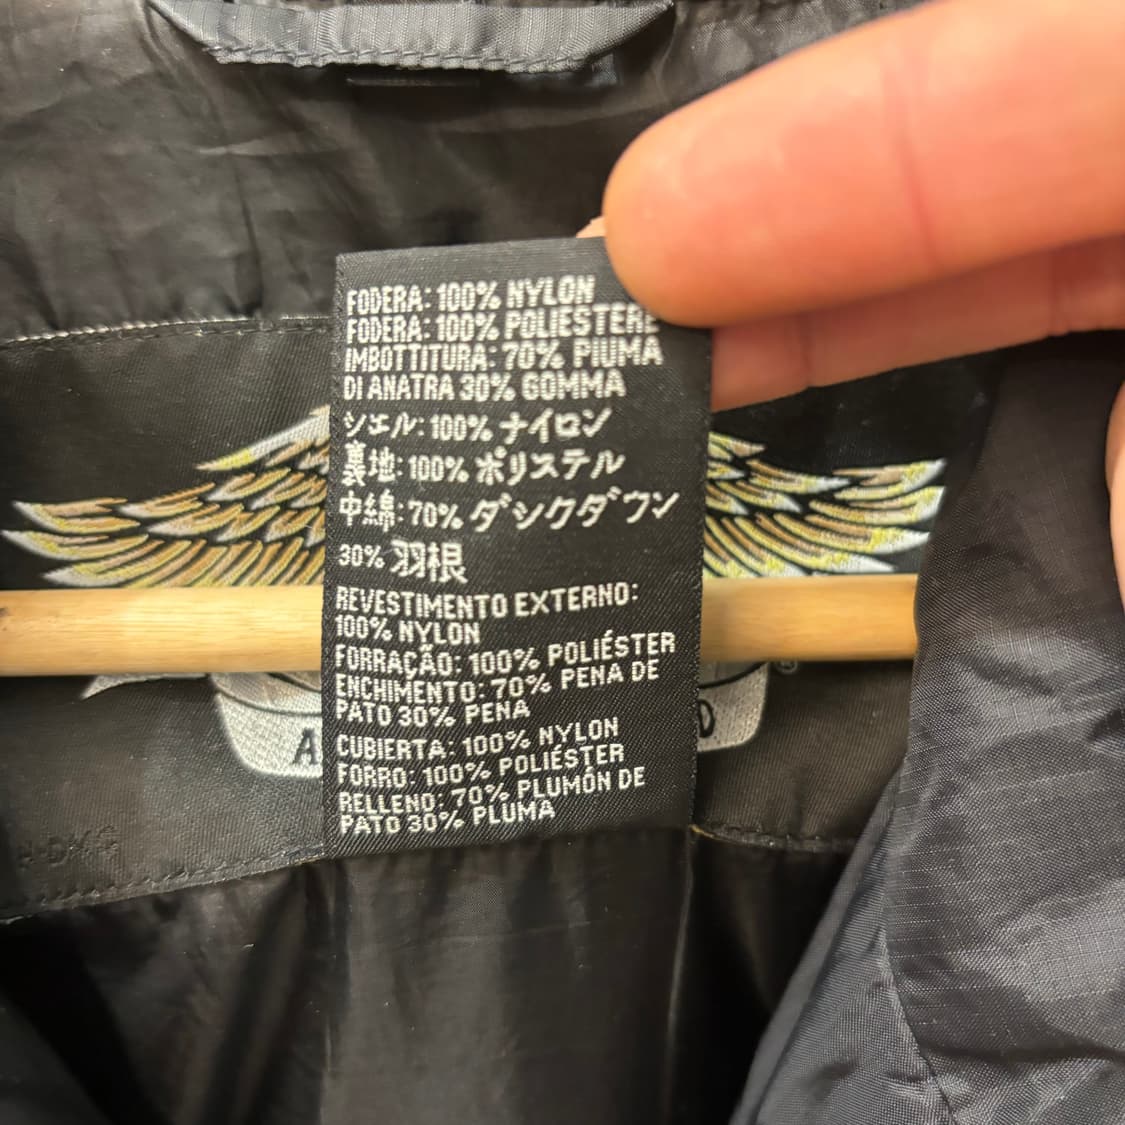 FODERA: 100% NYLON
FODERA: 100% POLIESTERE
IMBOTTITURA: 70% PIUMA
DI ANATRA 30% GOMMA
シエル: 100% ナイロン
裏地: 100% ポリステル
中綿: 70% ダシクダウン
30% 羽根
REVESTIMENTO EXTERNO:
100% NYLON
FORRAÇÃO: 100% POLIÉSTER
ENCHIMENTO: 70% PENA DE
PATO 30% PENA
CUBIERTA: 100% NYLON
FORRO: 100% POLIÉSTER
RELLENO: 70% PLUMÓN DE
PATO 30% PLUMA